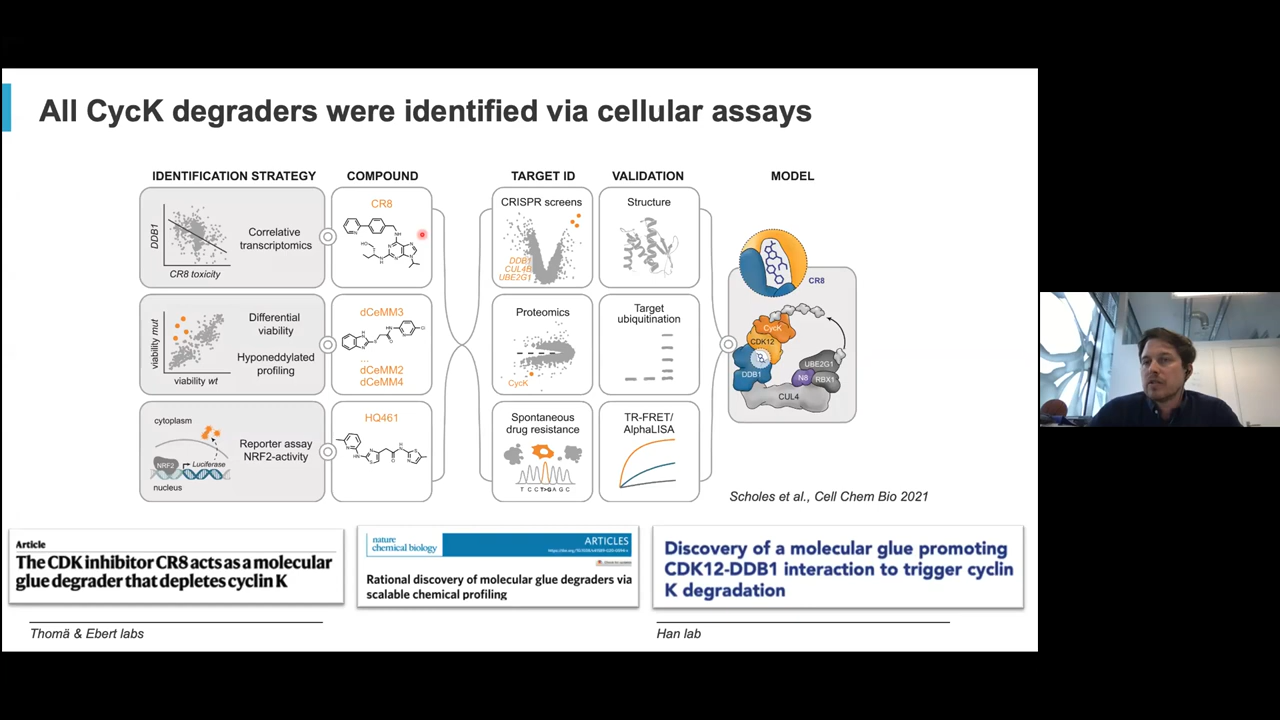 All CycK degraders were identified via cellular assays
IDENTIFICATION STRATEGY
COMPOUND
TARGET ID
VALIDATION
MODEL
DDB1
CR8 toxicity
Correlative
transcriptomics
CR8
CRISPR screens
DDB1
CUL4B
UBE2G1
Structure
viability mut
viability wt
Differential
viability
Hyponeddylated
profiling
dCeMM3
...
dCeMM2
dCeMM4
Proteomics
CycK
Target
ubiquitination
cytoplasm
NRF2
Luciferase
nucleus
Reporter assay
NRF2-activity
HQ461
Spontaneous
drug resistance
T C C T>G A G C
TR-FRET/
AlphaLISA
CR8
CycK
CDK12
DDB1
UBE2G1
N8
RBX1
CUL4
Scholes et al., Cell Chem Bio 2021
Article
The CDK inhibitor CR8 acts as a molecular
glue degrader that depletes cyclin K
nature
chemical biology
ARTICLES
Rational discovery of molecular glue degraders via
scalable chemical profiling
Discovery of a molecular glue promoting
CDK12-DDB1 interaction to trigger cyclin
K degradation
Thomä & Ebert labs
Han lab